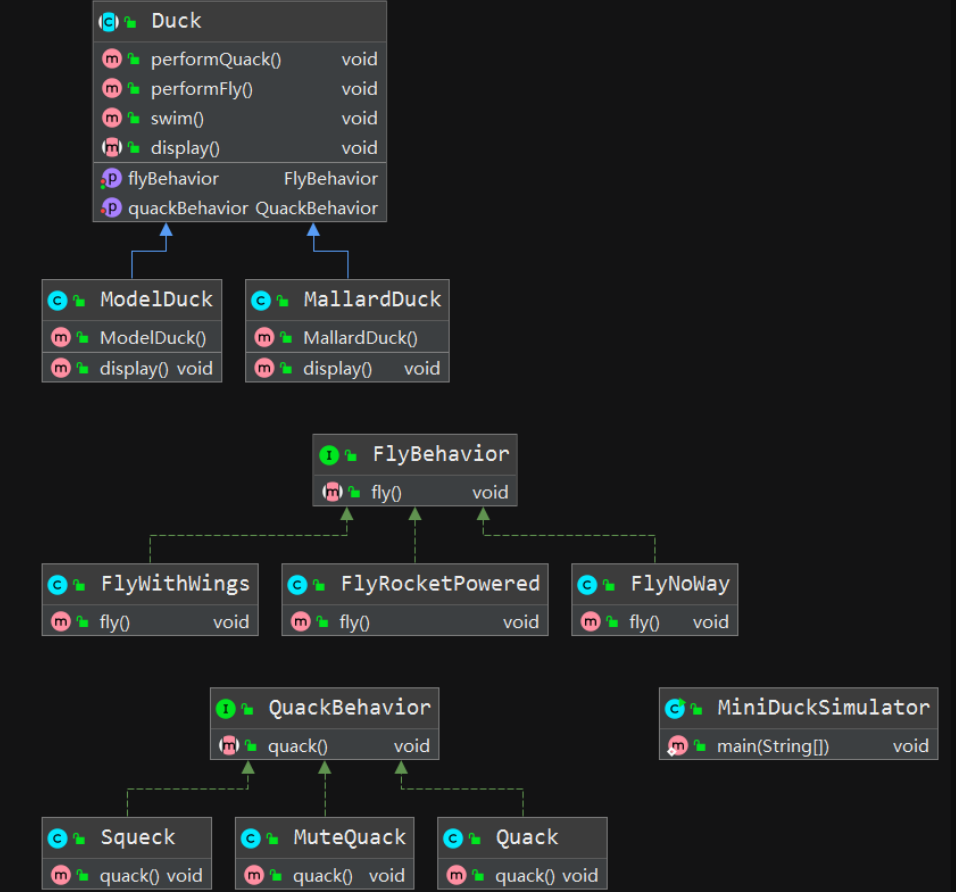 Duck
performQuack() void
performFly() void
swim() void
display() void
flyBehavior FlyBehavior
quackBehavior QuackBehavior
ModelDuck
ModelDuck()
display() void
MallardDuck
MallardDuck()
display() void
FlyBehavior
fly() void
FlyWithWings
fly() void
FlyRocketPowered
fly() void
FlyNoWay
fly() void
QuackBehavior
quack() void
MiniDuckSimulator
main(String[]) void
Squeck
quack() void
MuteQuack
quack() void
Quack
quack() void